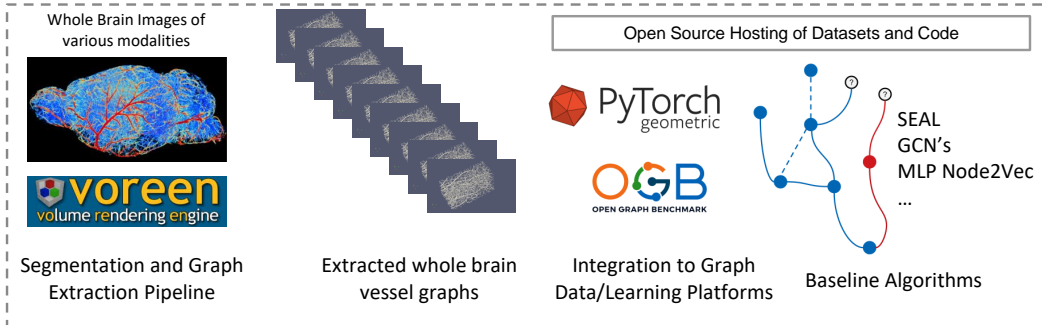 Whole Brain Images of
various modalities
voreen
volume rendering engine
Segmentation and Graph
Extraction Pipeline
Extracted whole brain
vessel graphs
Open Source Hosting of Datasets and Code
PyTorch
geometric
OGB
OPEN GRAPH BENCHMARK
Integration to Graph
Data/Learning Platforms
?
?
SEAL
GCN's
MLP Node2Vec
...
Baseline Algorithms